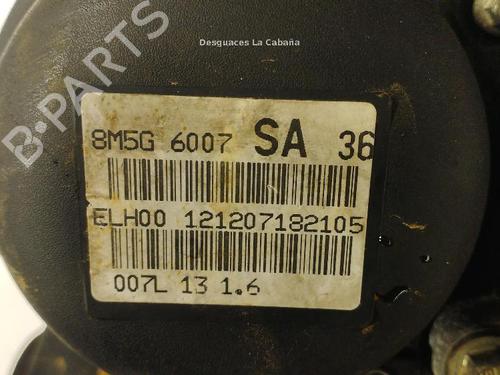 Desguaces La Cabaña
B-PARTS
8M5G 6007 SA 36
ELH00 121207182105
007L 13 1.6